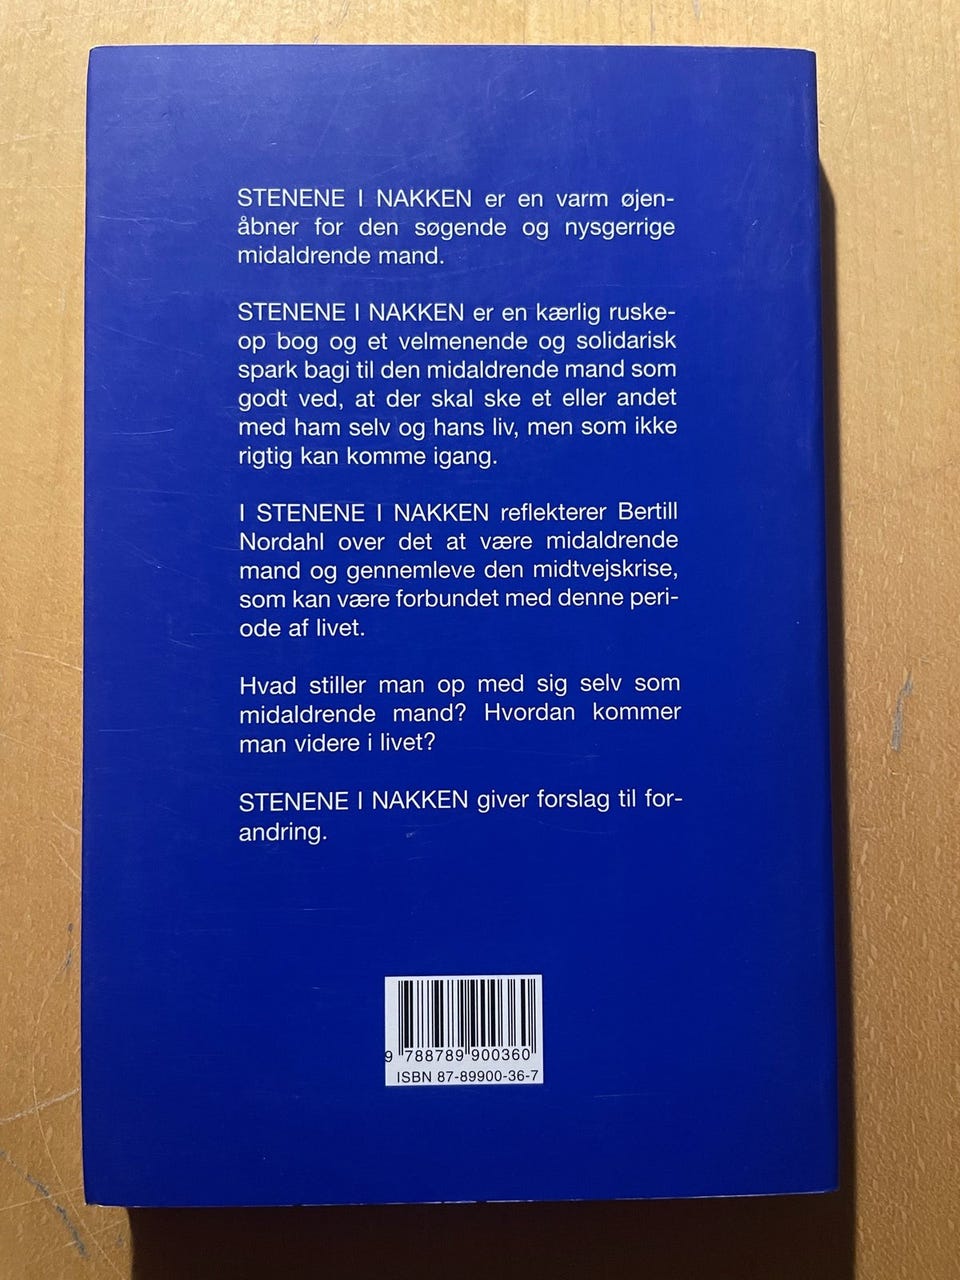 STENENE I NAKKEN er en varm øjen-
åbner for den søgende og nysgerrige
midaldrende mand.
STENENE I NAKKEN er en kærlig ruske-
op bog og et velmenende og solidarisk
spark bagi til den midaldrende mand som
godt ved, at der skal ske et eller andet
med ham selv og hans liv, men som ikke
rigtig kan komme igang.
I STENENE I NAKKEN reflekterer Bertill
Nordahl over det at være midaldrende
mand og gennemleve den midtvejskrise,
som kan være forbundet med denne peri-
ode af livet.
Hvad stiller man op med sig selv som
midaldrende mand? Hvordan kommer
man videre i livet?
STENENE I NAKKEN giver forslag til for-
andring.
9 788789 900360
ISBN 87-89900-36-7